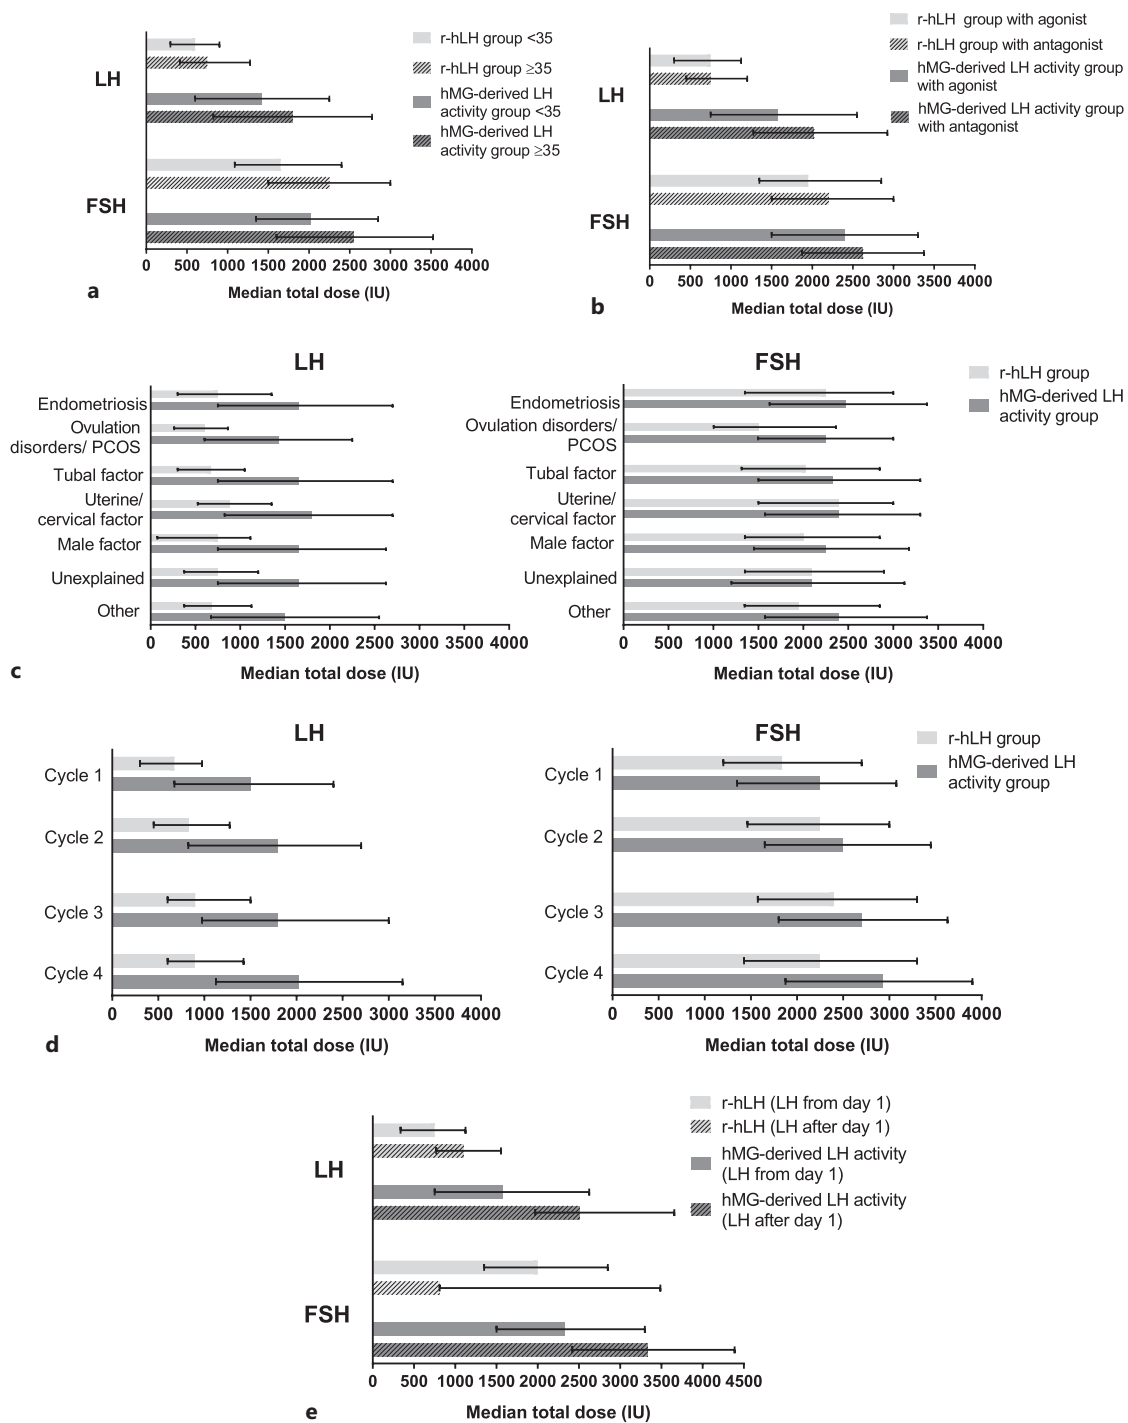 r-hLH group <35
r-hLH group ≥35
hMG-derived LH
activity group <35
hMG-derived LH
activity group ≥35
LH
FSH
0 500 1000 1500 2000 2500 3000 3500 4000
Median total dose (IU)
a
r-hLH group with agonist
r-hLH group with antagonist
hMG-derived LH activity group
with agonist
hMG-derived LH activity group
with antagonist
LH
FSH
0 500 1000 1500 2000 2500 3000 3500 4000
Median total dose (IU)
b
LH
Endometriosis
Ovulation
disorders/ PCOS
Tubal factor
Uterine/
cervical factor
Male factor
Unexplained
Other
0 500 1000 1500 2000 2500 3000 3500 4000
Median total dose (IU)
c
FSH
r-hLH group
hMG-derived LH
activity group
Endometriosis
Ovulation disorders/
PCOS
Tubal factor
Uterine/
cervical factor
Male factor
Unexplained
Other
0 500 1000 1500 2000 2500 3000 3500 4000
Median total dose (IU)
LH
Cycle 1
Cycle 2
Cycle 3
Cycle 4
0 500 1000 1500 2000 2500 3000 3500 4000
Median total dose (IU)
d
FSH
r-hLH group
hMG-derived LH
activity group
Cycle 1
Cycle 2
Cycle 3
Cycle 4
0 500 1000 1500 2000 2500 3000 3500 4000
Median total dose (IU)
r-hLH (LH from day 1)
r-hLH (LH after day 1)
hMG-derived LH activity
(LH from day 1)
hMG-derived LH activity
(LH after day 1)
LH
FSH
0 500 1000 1500 2000 2500 3000 3500 4000 4500
Median total dose (IU)
e